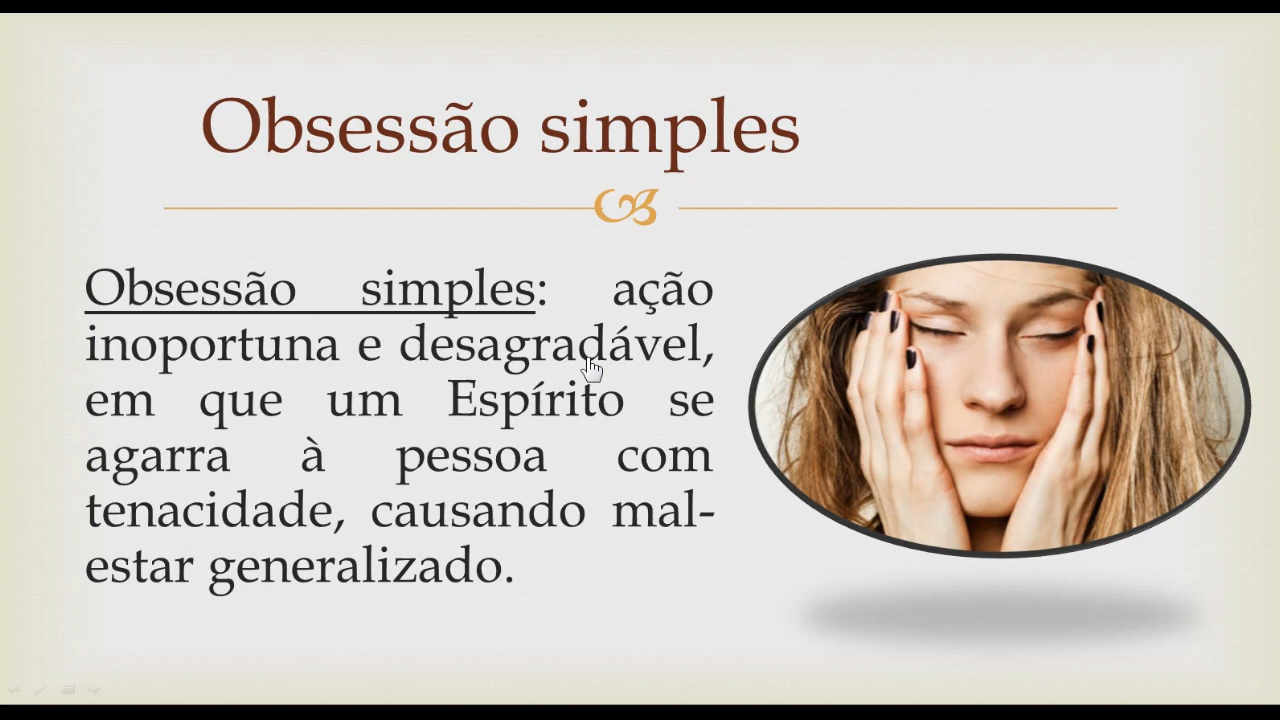 Obsessão simples
Obsessão simples: ação
inoportuna e desagradável,
em que um Espírito se
agarra à pessoa com
tenacidade, causando mal-
estar generalizado.